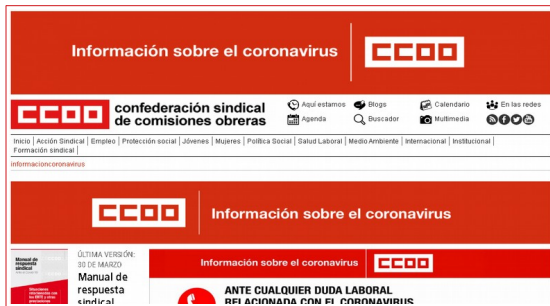 Información sobre el coronavirus CCOO
CCOO confederación sindical
de comisiones obreras
Aquí estamos Blogs Calendario En las redes
Agenda Buscador Multimedia
Inicio | Acción Sindical | Empleo | Protección social | Jóvenes | Mujeres | Política Social | Salud Laboral | Medio Ambiente | Internacional | Institucional |
Formación sindical |
informacioncoronavirus
CCOO Información sobre el coronavirus
Manual de
respuesta
sindical
ÚLTIMA VERSIÓN:
30 DE MARZO
Manual de
respuesta
sindical
Información sobre el coronavirus CCOO
ANTE CUALQUIER DUDA LABORAL
RELACIONADA CON EL CORONAVIRUS